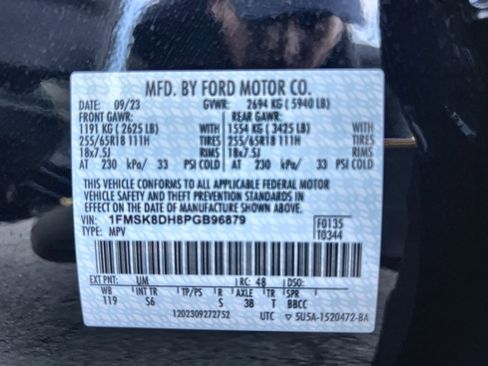 MFD. BY FORD MOTOR CO.
DATE: 09/23 GVWR: 2694 KG ( 5940 LB)
FRONT GAWR: REAR GAWR:
1191 KG ( 2625 LB) WITH 1554 KG ( 3425 LB) WITH
255/65R18 111H TIRES 255/65R18 111H TIRES
18x7.5J RIMS 18x7.5J RIMS
AT 230 kPa/ 33 PSI COLD AT 230 kPa/ 33 PSI COLD
THIS VEHICLE CONFORMS TO ALL APPLICABLE FEDERAL MOTOR
VEHICLE SAFETY AND THEFT PREVENTION STANDARDS IN
EFFECT ON THE DATE OF MANUFACTURE SHOWN ABOVE.
VIN: 1FMSK8DH8PGB96879 F0135
TYPE: MPV T0344
EXT PNT: UM RC: 48 DSO:
WB INT TR TP/PS R AXLE TR SPR
119 S6 S 3B T BBCC
1202309272752 UTC 5U5A-1520472-BA